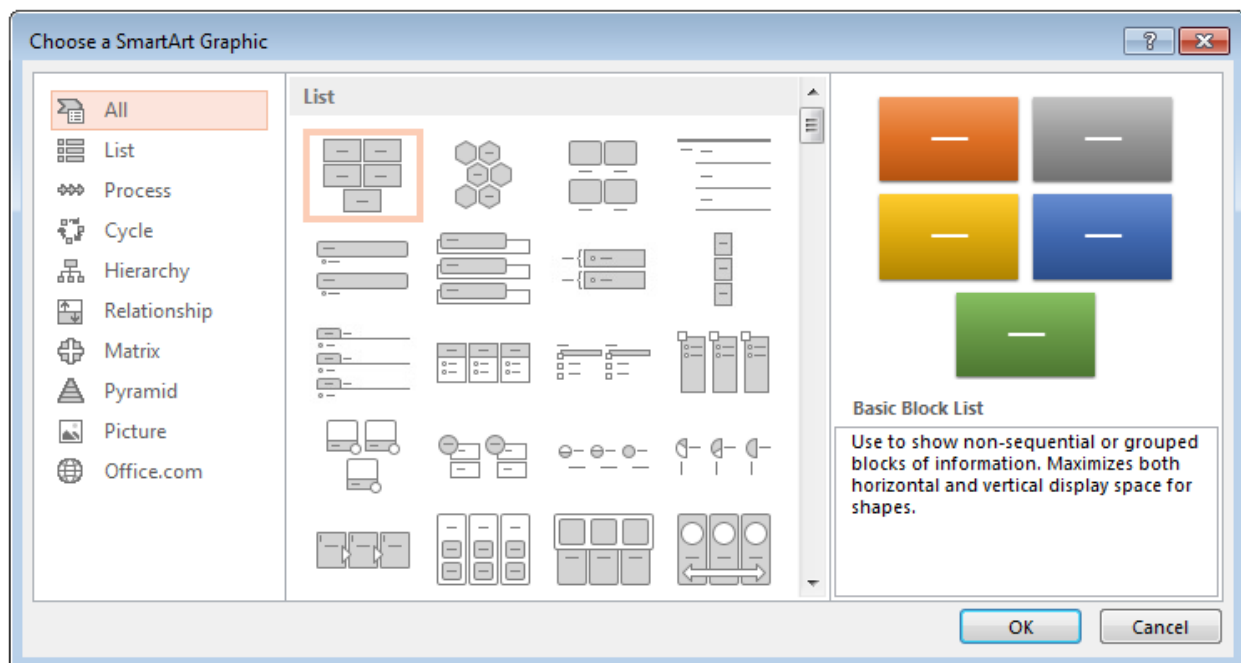 Choose a SmartArt Graphic
All
List
Process
Cycle
Hierarchy
Relationship
Matrix
Pyramid
Picture
Office.com
List
Basic Block List
Use to show non-sequential or grouped
blocks of information. Maximizes both
horizontal and vertical display space for
shapes.
OK
Cancel